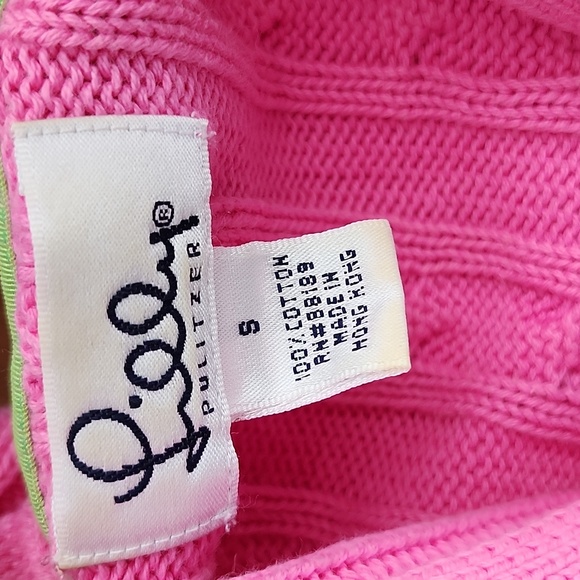 Lilly®
PULITZER
S
100% COTTON
RN#88189
MADE IN
HONG KONG